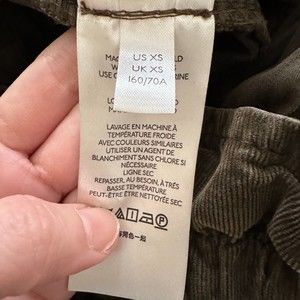 US XS
UK XS
160/70A
LAVAGE EN MACHINE À
TEMPÉRATURE FROIDE
AVEC COULEURS SIMILAIRES
UTILISER UN AGENT DE
BLANCHIMENT SANS CHLORE SI
NÉCESSAIRE
LIGNE SEC
REPASSER, AU BESOIN, À TRÈS
BASSE TEMPÉRATURE
PEUT-ÊTRE ÊTRE NETTOYÉE SEC